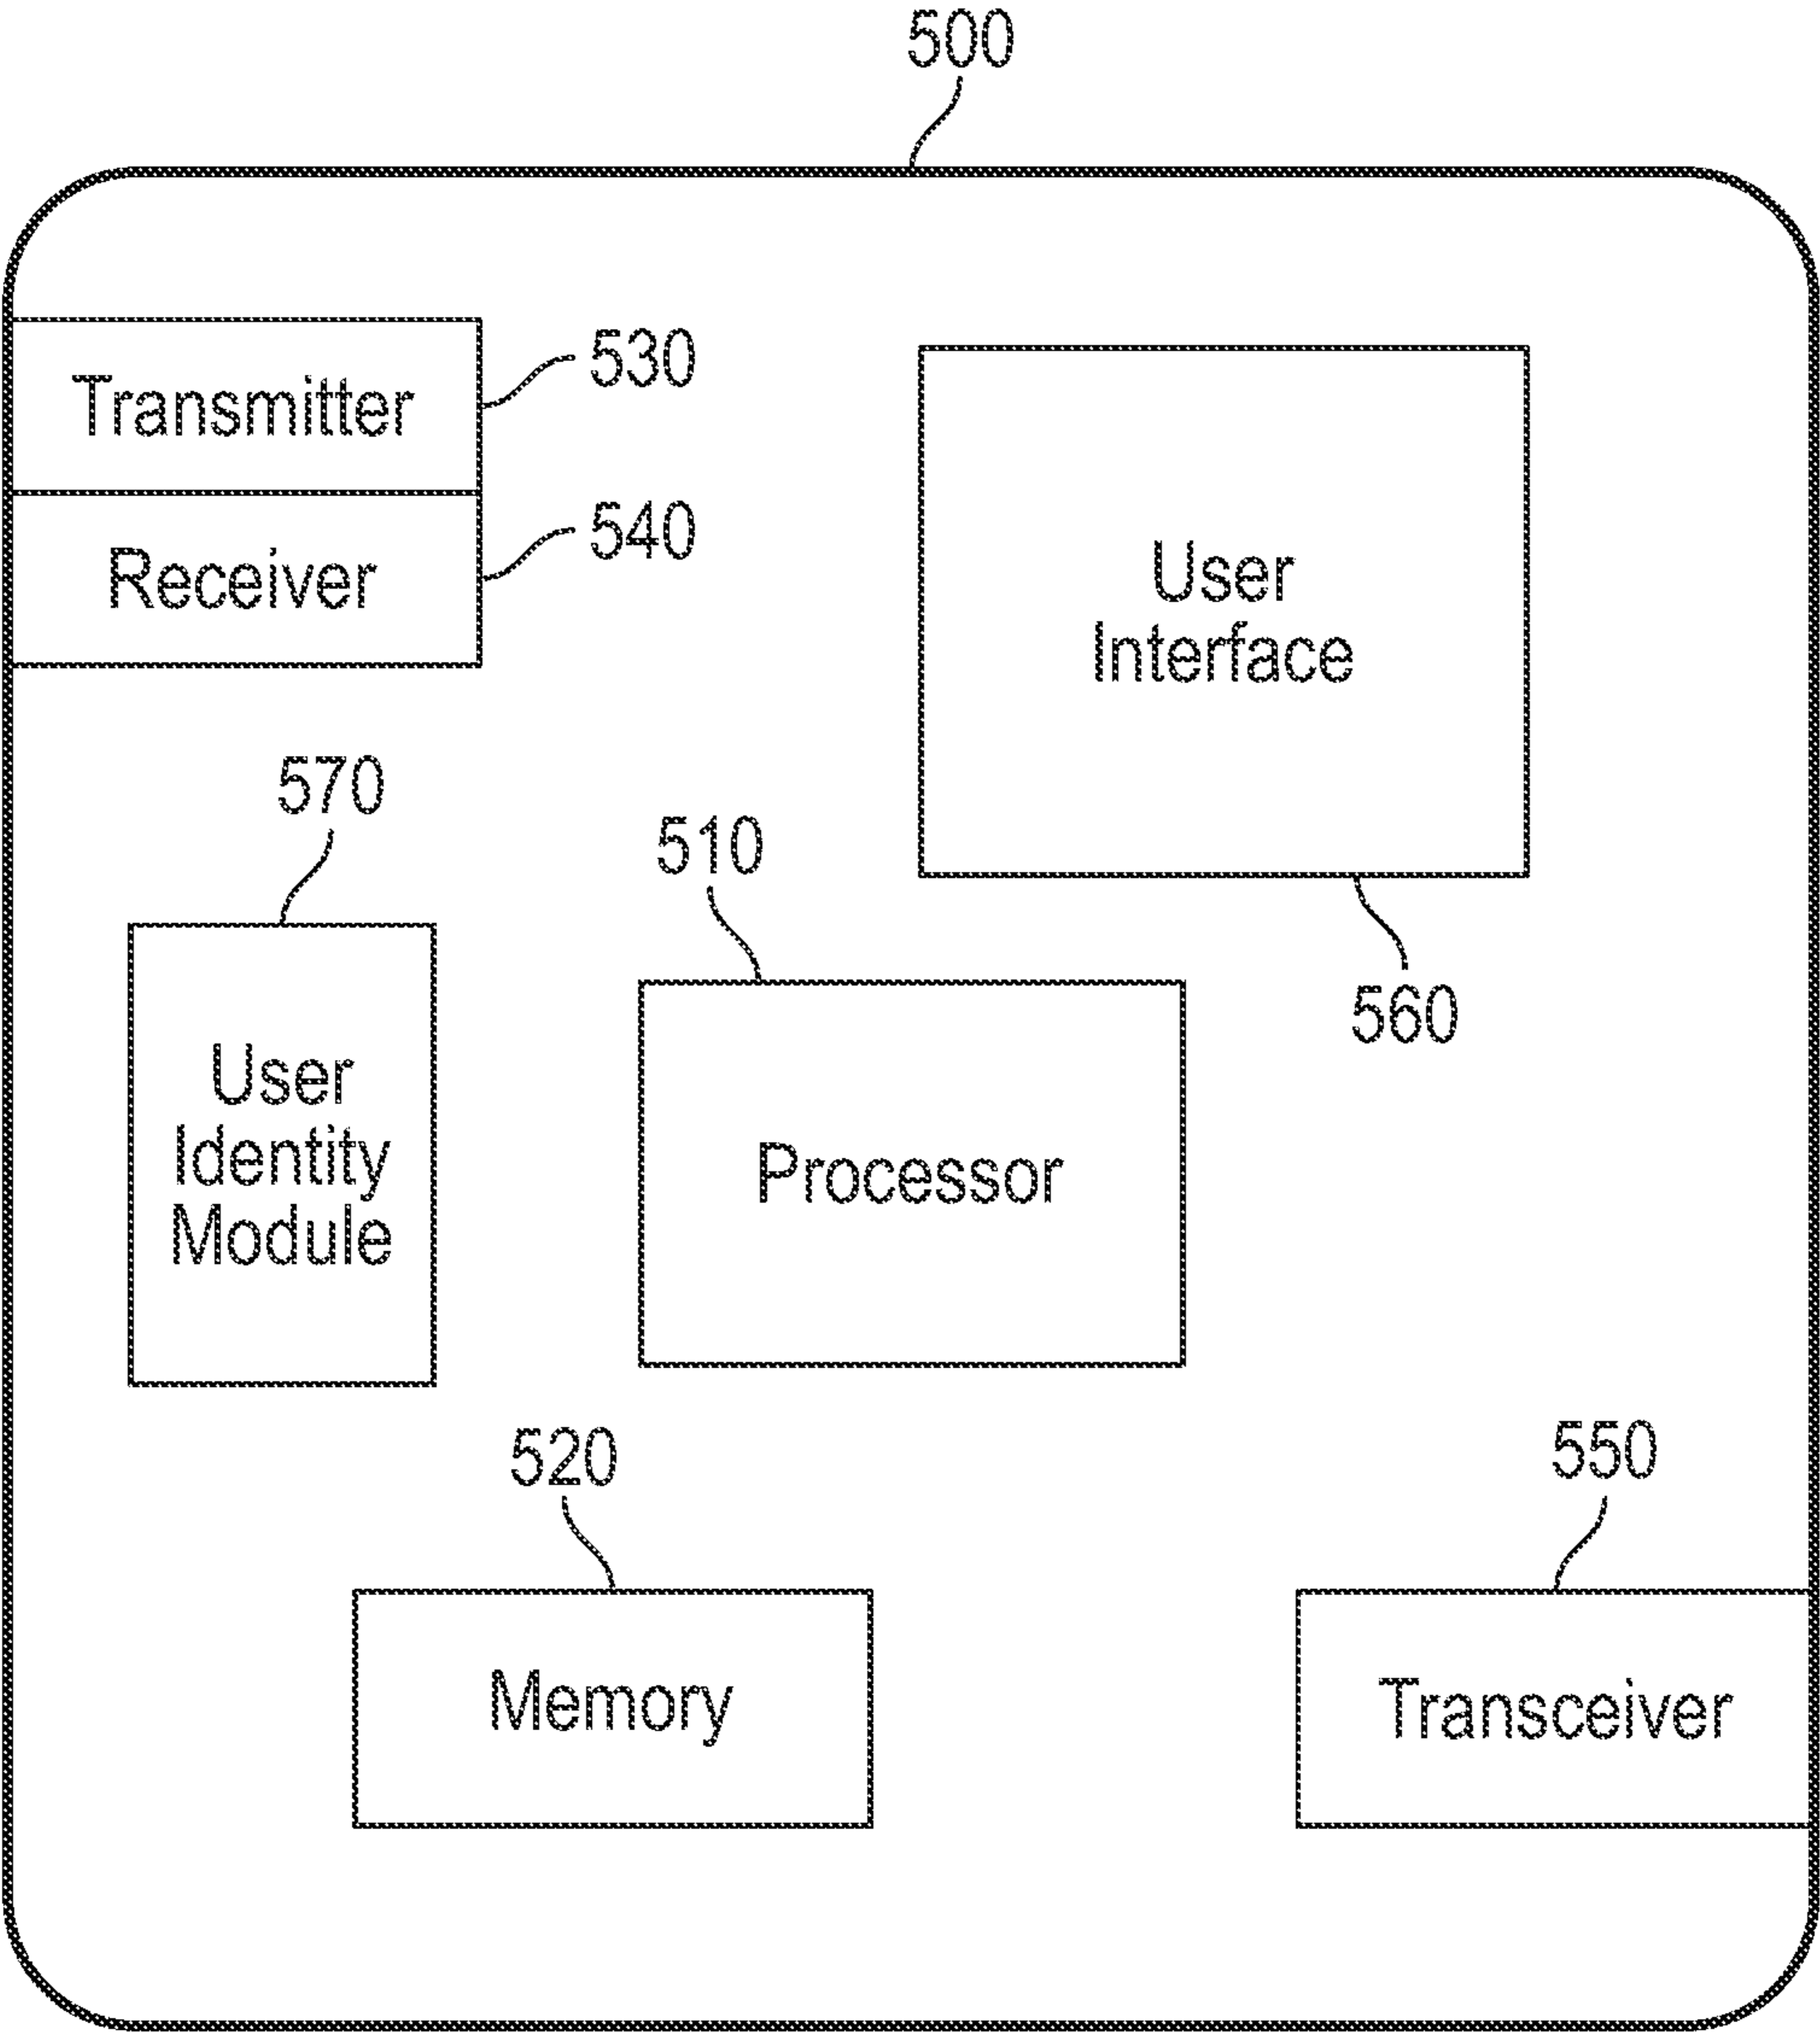 500
Transmitter
530
Receiver
540
User
Interface
560
570
User
Identity
Module
510
Processor
520
Memory
550
Transceiver